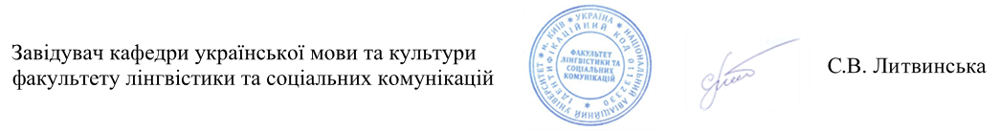 Завідувач кафедри української мови та культури
факультету лінгвістики та соціальних комунікацій
* м. КИЇВ * УКРАЇНА * НАЦІОНАЛЬНИЙ АВІАЦІЙНИЙ УНІВЕРСИТЕТ
ІДЕНТИФІКАЦІЙНИЙ КОД 01132330
ФАКУЛЬТЕТ
ЛІНГВІСТИКИ ТА
СОЦІАЛЬНИХ
КОМУНІКАЦІЙ
С.В. Литвинська